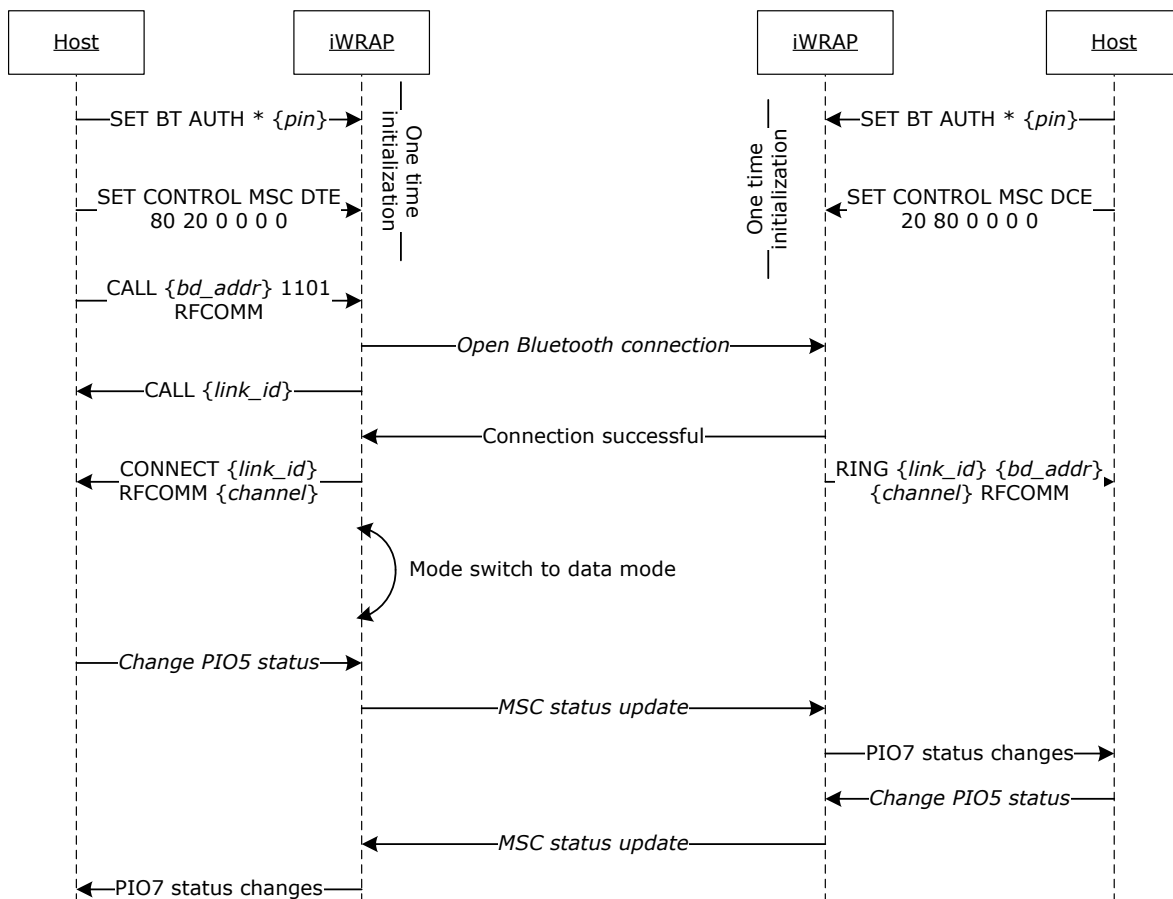 Host
iWRAP
iWRAP
Host
SET BT AUTH * {pin}
SET BT AUTH * {pin}
One time
initialization
One time
initialization
SET CONTROL MSC DTE
80 20 0 0 0 0
SET CONTROL MSC DCE
20 80 0 0 0 0
CALL {bd_addr} 1101
RFCOMM
Open Bluetooth connection
CALL {link_id}
Connection successful
CONNECT {link_id}
RFCOMM {channel}
RING {link_id} {bd_addr}
{channel} RFCOMM
Mode switch to data mode
Change PIO5 status
MSC status update
PIO7 status changes
Change PIO5 status
MSC status update
PIO7 status changes